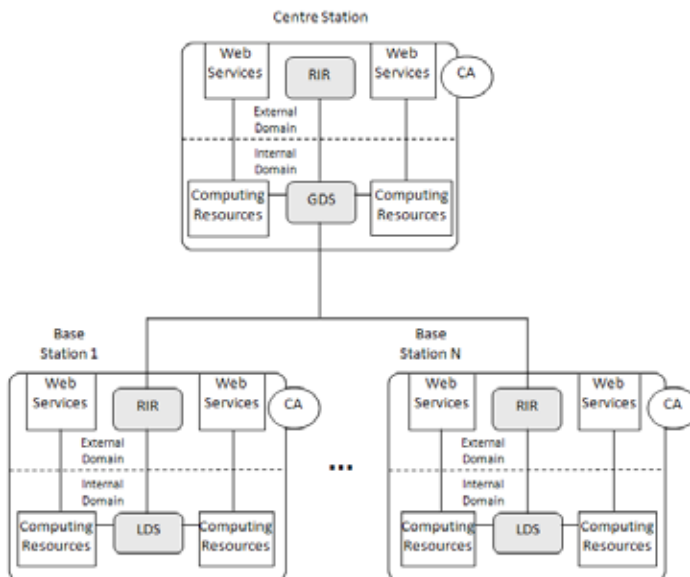 Centre Station
Web
Services
RIR
Web
Services
CA
External
Domain
Internal
Domain
Computing
Resources
GDS
Computing
Resources
Base
Station 1
Web
Services
RIR
Web
Services
CA
External
Domain
Internal
Domain
Computing
Resources
LDS
Computing
Resources
...
Base
Station N
Web
Services
RIR
Web
Services
CA
External
Domain
Internal
Domain
Computing
Resources
LDS
Computing
Resources